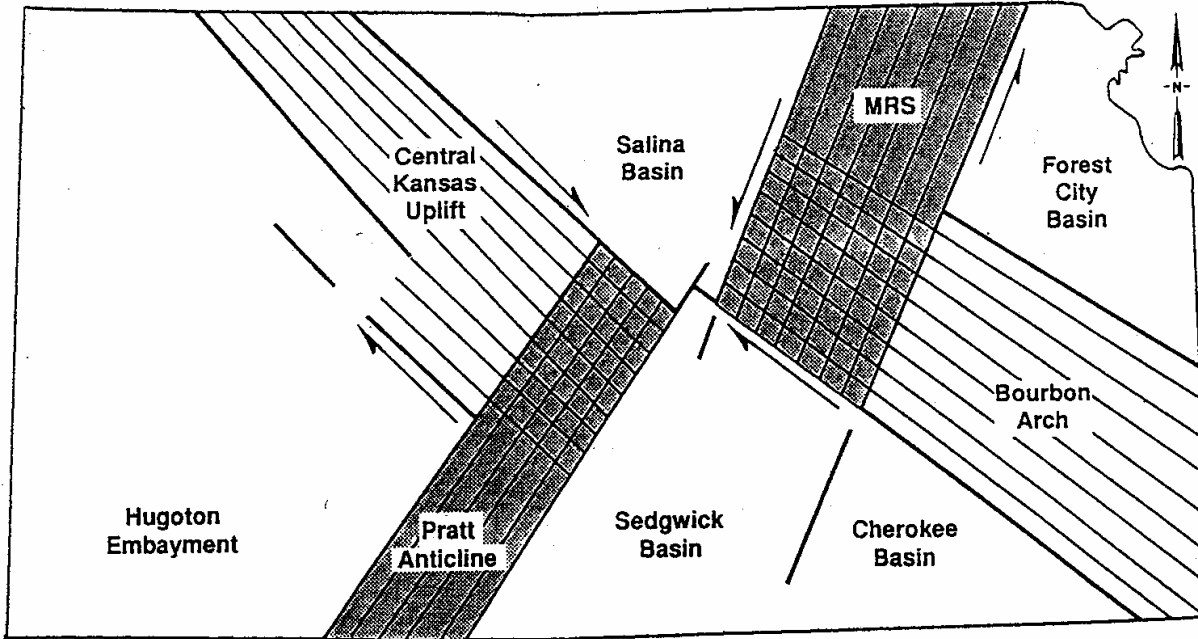 MRS
-N-
Central
Kansas
Uplift
Salina
Basin
Forest
City
Basin
Bourbon
Arch
Hugoton
Embayment
Pratt
Anticline
Sedgwick
Basin
Cherokee
Basin